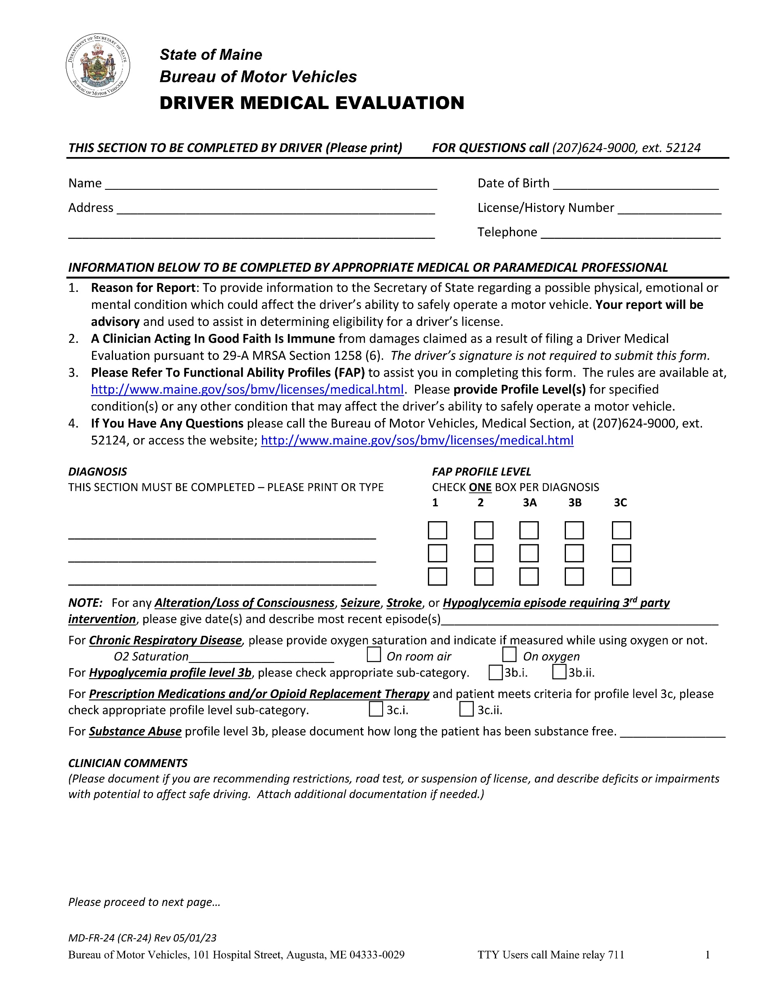 DEPARTMENT OF SECRETARY OF STATE
BUREAU OF MOTOR VEHICLES
State of Maine
Bureau of Motor Vehicles
DRIVER MEDICAL EVALUATION
THIS SECTION TO BE COMPLETED BY DRIVER (Please print) FOR QUESTIONS call (207)624-9000, ext. 52124
Name ________ Date of Birth ________
Address ________ License/History Number ________
________ Telephone ________
INFORMATION BELOW TO BE COMPLETED BY APPROPRIATE MEDICAL OR PARAMEDICAL PROFESSIONAL
1. Reason for Report: To provide information to the Secretary of State regarding a possible physical, emotional or
mental condition which could affect the driver’s ability to safely operate a motor vehicle. Your report will be
advisory and used to assist in determining eligibility for a driver’s license.
2. A Clinician Acting In Good Faith Is Immune from damages claimed as a result of filing a Driver Medical
Evaluation pursuant to 29-A MRSA Section 1258 (6). The driver’s signature is not required to submit this form.
3. Please Refer To Functional Ability Profiles (FAP) to assist you in completing this form. The rules are available at,
http://www.maine.gov/sos/bmv/licenses/medical.html. Please provide Profile Level(s) for specified
condition(s) or any other condition that may affect the driver’s ability to safely operate a motor vehicle.
4. If You Have Any Questions please call the Bureau of Motor Vehicles, Medical Section, at (207)624-9000, ext.
52124, or access the website; http://www.maine.gov/sos/bmv/licenses/medical.html
DIAGNOSIS FAP PROFILE LEVEL
THIS SECTION MUST BE COMPLETED – PLEASE PRINT OR TYPE CHECK ONE BOX PER DIAGNOSIS
1 2 3A 3B 3C
NOTE: For any Alteration/Loss of Consciousness, Seizure, Stroke, or Hypoglycemia episode requiring 3rd party
intervention, please give date(s) and describe most recent episode(s)________
For Chronic Respiratory Disease, please provide oxygen saturation and indicate if measured while using oxygen or not.
O2 Saturation________ On room air On oxygen
For Hypoglycemia profile level 3b, please check appropriate sub-category. 3b.i. 3b.ii.
For Prescription Medications and/or Opioid Replacement Therapy and patient meets criteria for profile level 3c, please
check appropriate profile level sub-category. 3c.i. 3c.ii.
For Substance Abuse profile level 3b, please document how long the patient has been substance free. ________
CLINICIAN COMMENTS
(Please document if you are recommending restrictions, road test, or suspension of license, and describe deficits or impairments
with potential to affect safe driving. Attach additional documentation if needed.)
Please proceed to next page…
MD-FR-24 (CR-24) Rev 05/01/23
Bureau of Motor Vehicles, 101 Hospital Street, Augusta, ME 04333-0029 TTY Users call Maine relay 711 1